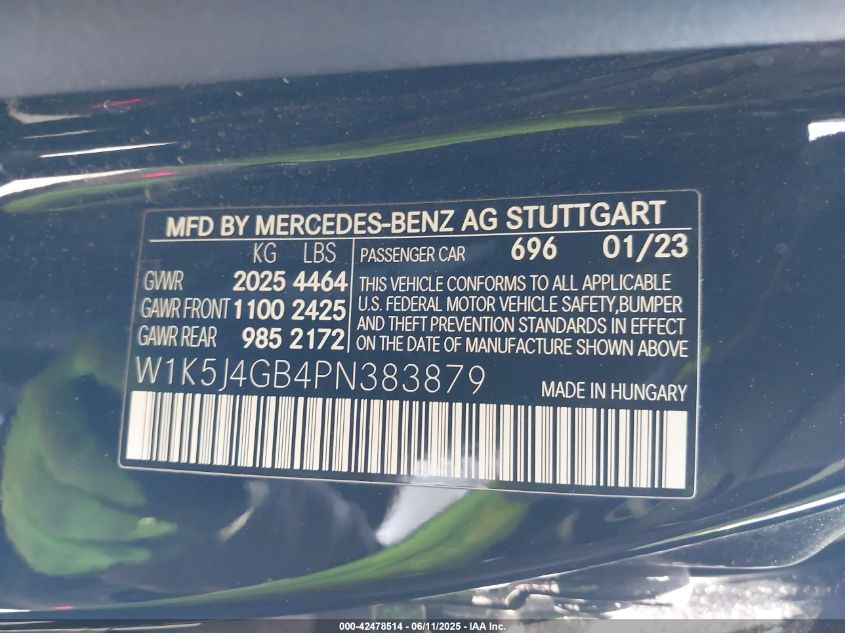 MFD BY MERCEDES-BENZ AG STUTTGART
KG LBS
GVWR 2025 4464
GAWR FRONT 1100 2425
GAWR REAR 985 2172
PASSENGER CAR 696 01/23
THIS VEHICLE CONFORMS TO ALL APPLICABLE
U.S. FEDERAL MOTOR VEHICLE SAFETY,BUMPER
AND THEFT PREVENTION STANDARDS IN EFFECT
ON THE DATE OF MANUFACTURE SHOWN ABOVE
W1K5J4GB4PN383879
MADE IN HUNGARY
000-42478514 - 06/11/2025 - IAA Inc.